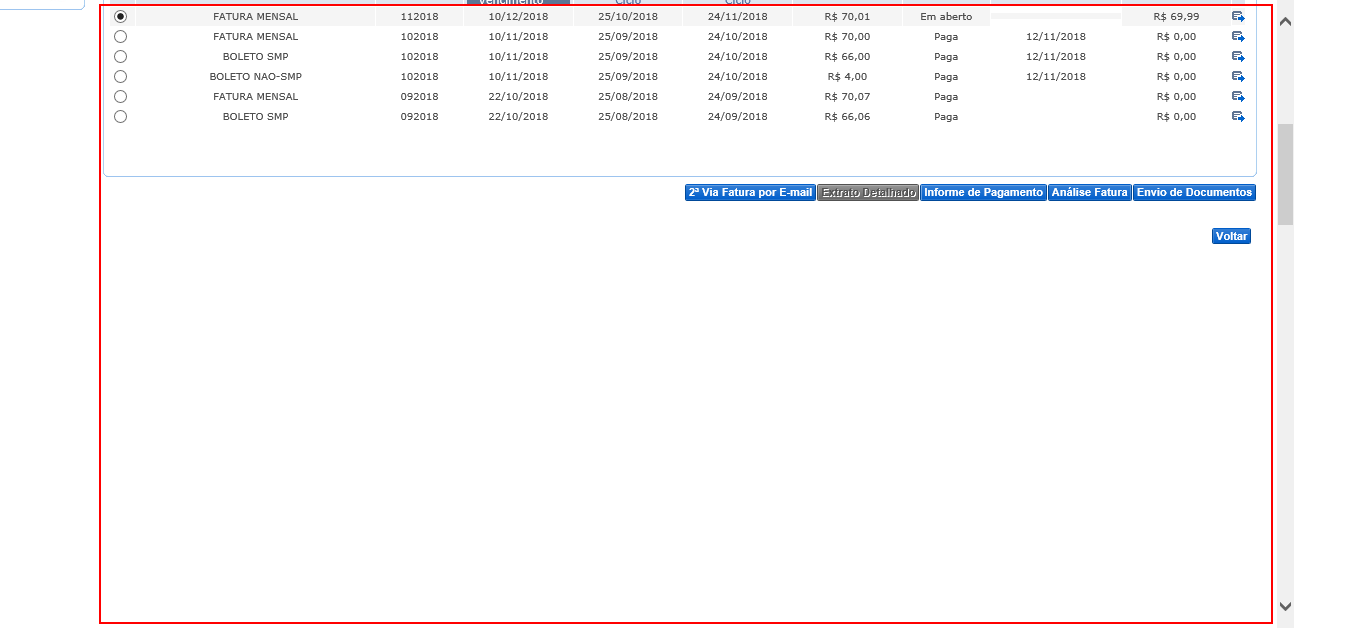 Vencimento Ciclo Ciclo
FATURA MENSAL 112018 10/12/2018 25/10/2018 24/11/2018 R$ 70,01 Em aberto R$ 69,99
FATURA MENSAL 102018 10/11/2018 25/09/2018 24/10/2018 R$ 70,00 Paga 12/11/2018 R$ 0,00
BOLETO SMP 102018 10/11/2018 25/09/2018 24/10/2018 R$ 66,00 Paga 12/11/2018 R$ 0,00
BOLETO NAO-SMP 102018 10/11/2018 25/09/2018 24/10/2018 R$ 4,00 Paga 12/11/2018 R$ 0,00
FATURA MENSAL 092018 22/10/2018 25/08/2018 24/09/2018 R$ 70,07 Paga R$ 0,00
BOLETO SMP 092018 22/10/2018 25/08/2018 24/09/2018 R$ 66,06 Paga R$ 0,00
2ª Via Fatura por E-mail Extrato Detalhado Informe de Pagamento Análise Fatura Envio de Documentos
Voltar